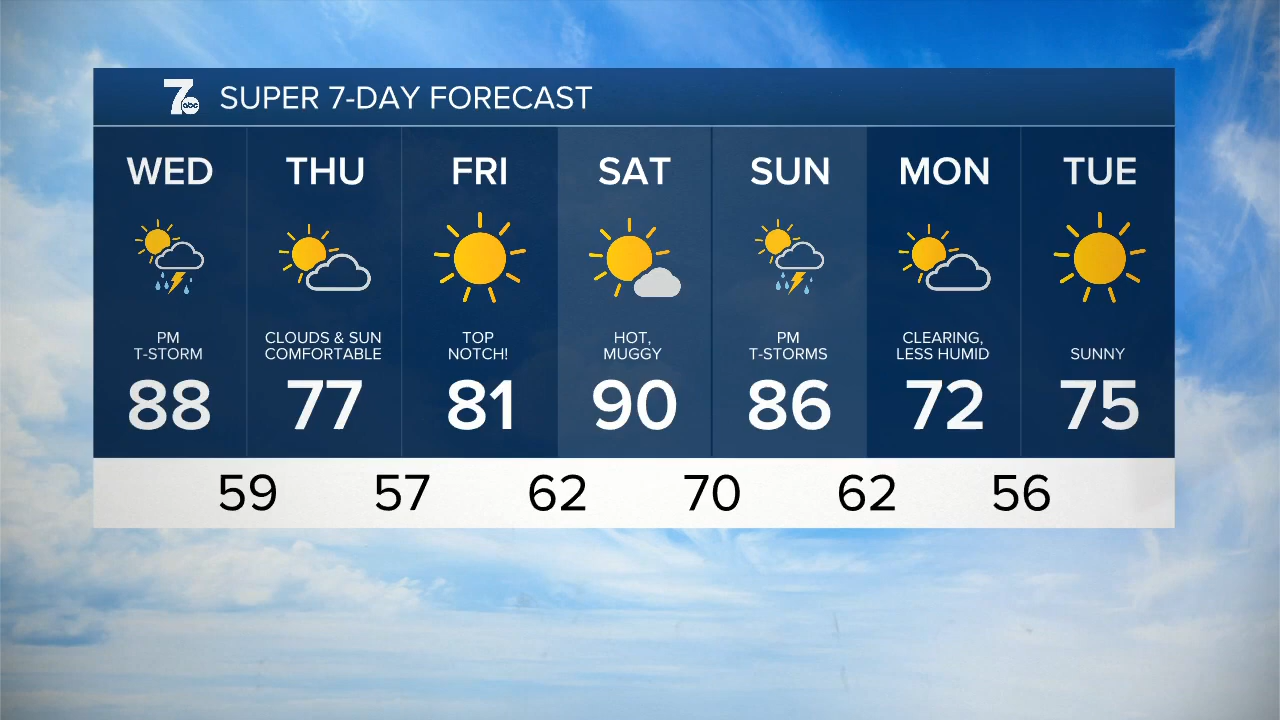 7 abc SUPER 7-DAY FORECAST
WED THU FRI SAT SUN MON TUE
PM
T-STORM
CLOUDS & SUN
COMFORTABLE
TOP
NOTCH!
HOT,
MUGGY
PM
T-STORMS
CLEARING,
LESS HUMID
SUNNY
88 77 81 90 86 72 75
59 57 62 70 62 56